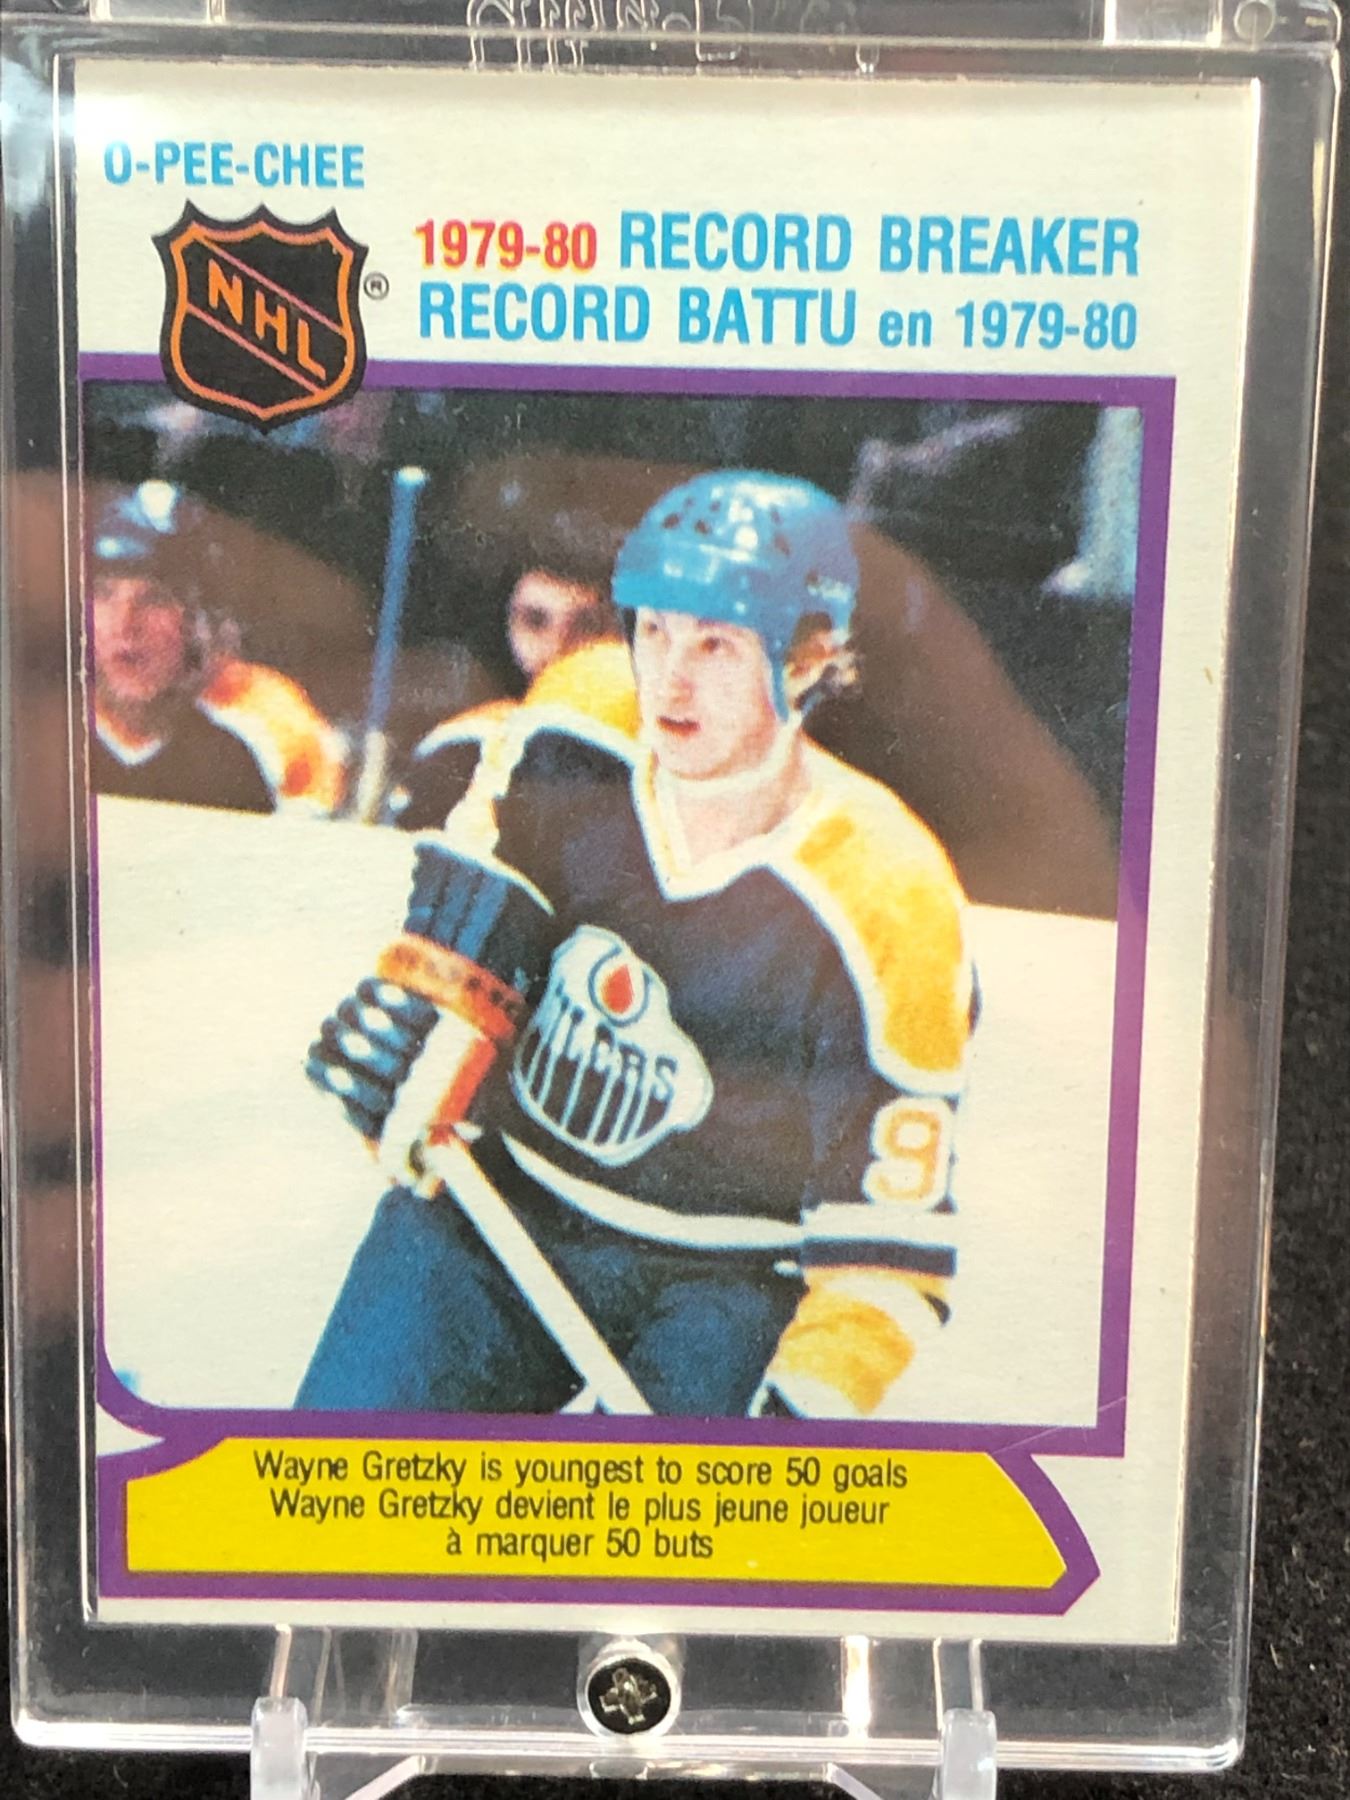 O-PEE-CHEE
NHL
®
1979-80 RECORD BREAKER
RECORD BATTU en 1979-80
OILERS
9
Wayne Gretzky is youngest to score 50 goals
Wayne Gretzky devient le plus jeune joueur
à marquer 50 buts